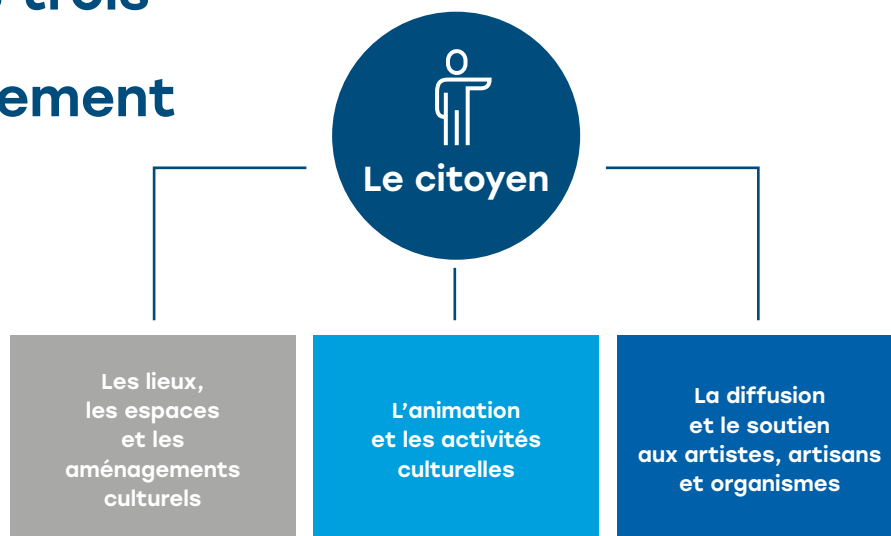 trois
ement
Le citoyen
Les lieux,
les espaces
et les
aménagements
culturels
L’animation
et les activités
culturelles
La diffusion
et le soutien
aux artistes, artisans
et organismes